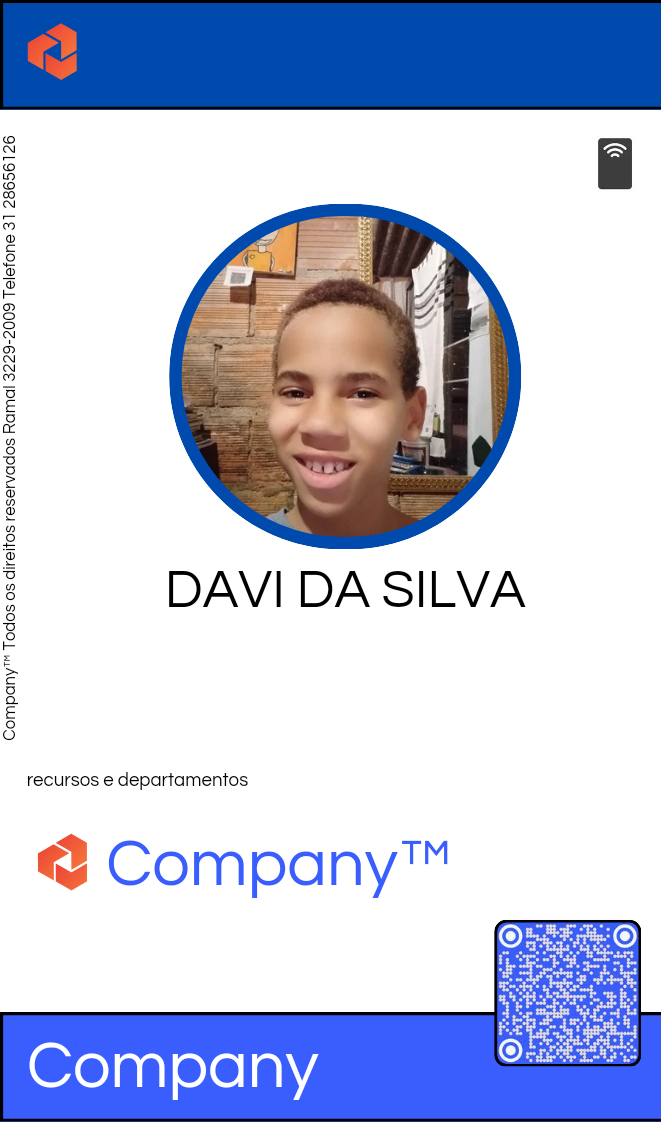 Company™ Todos os direitos reservados Ramal 3229-2009 Telefone 31 28656126
DAVI DA SILVA
recursos e departamentos
Company™
Company